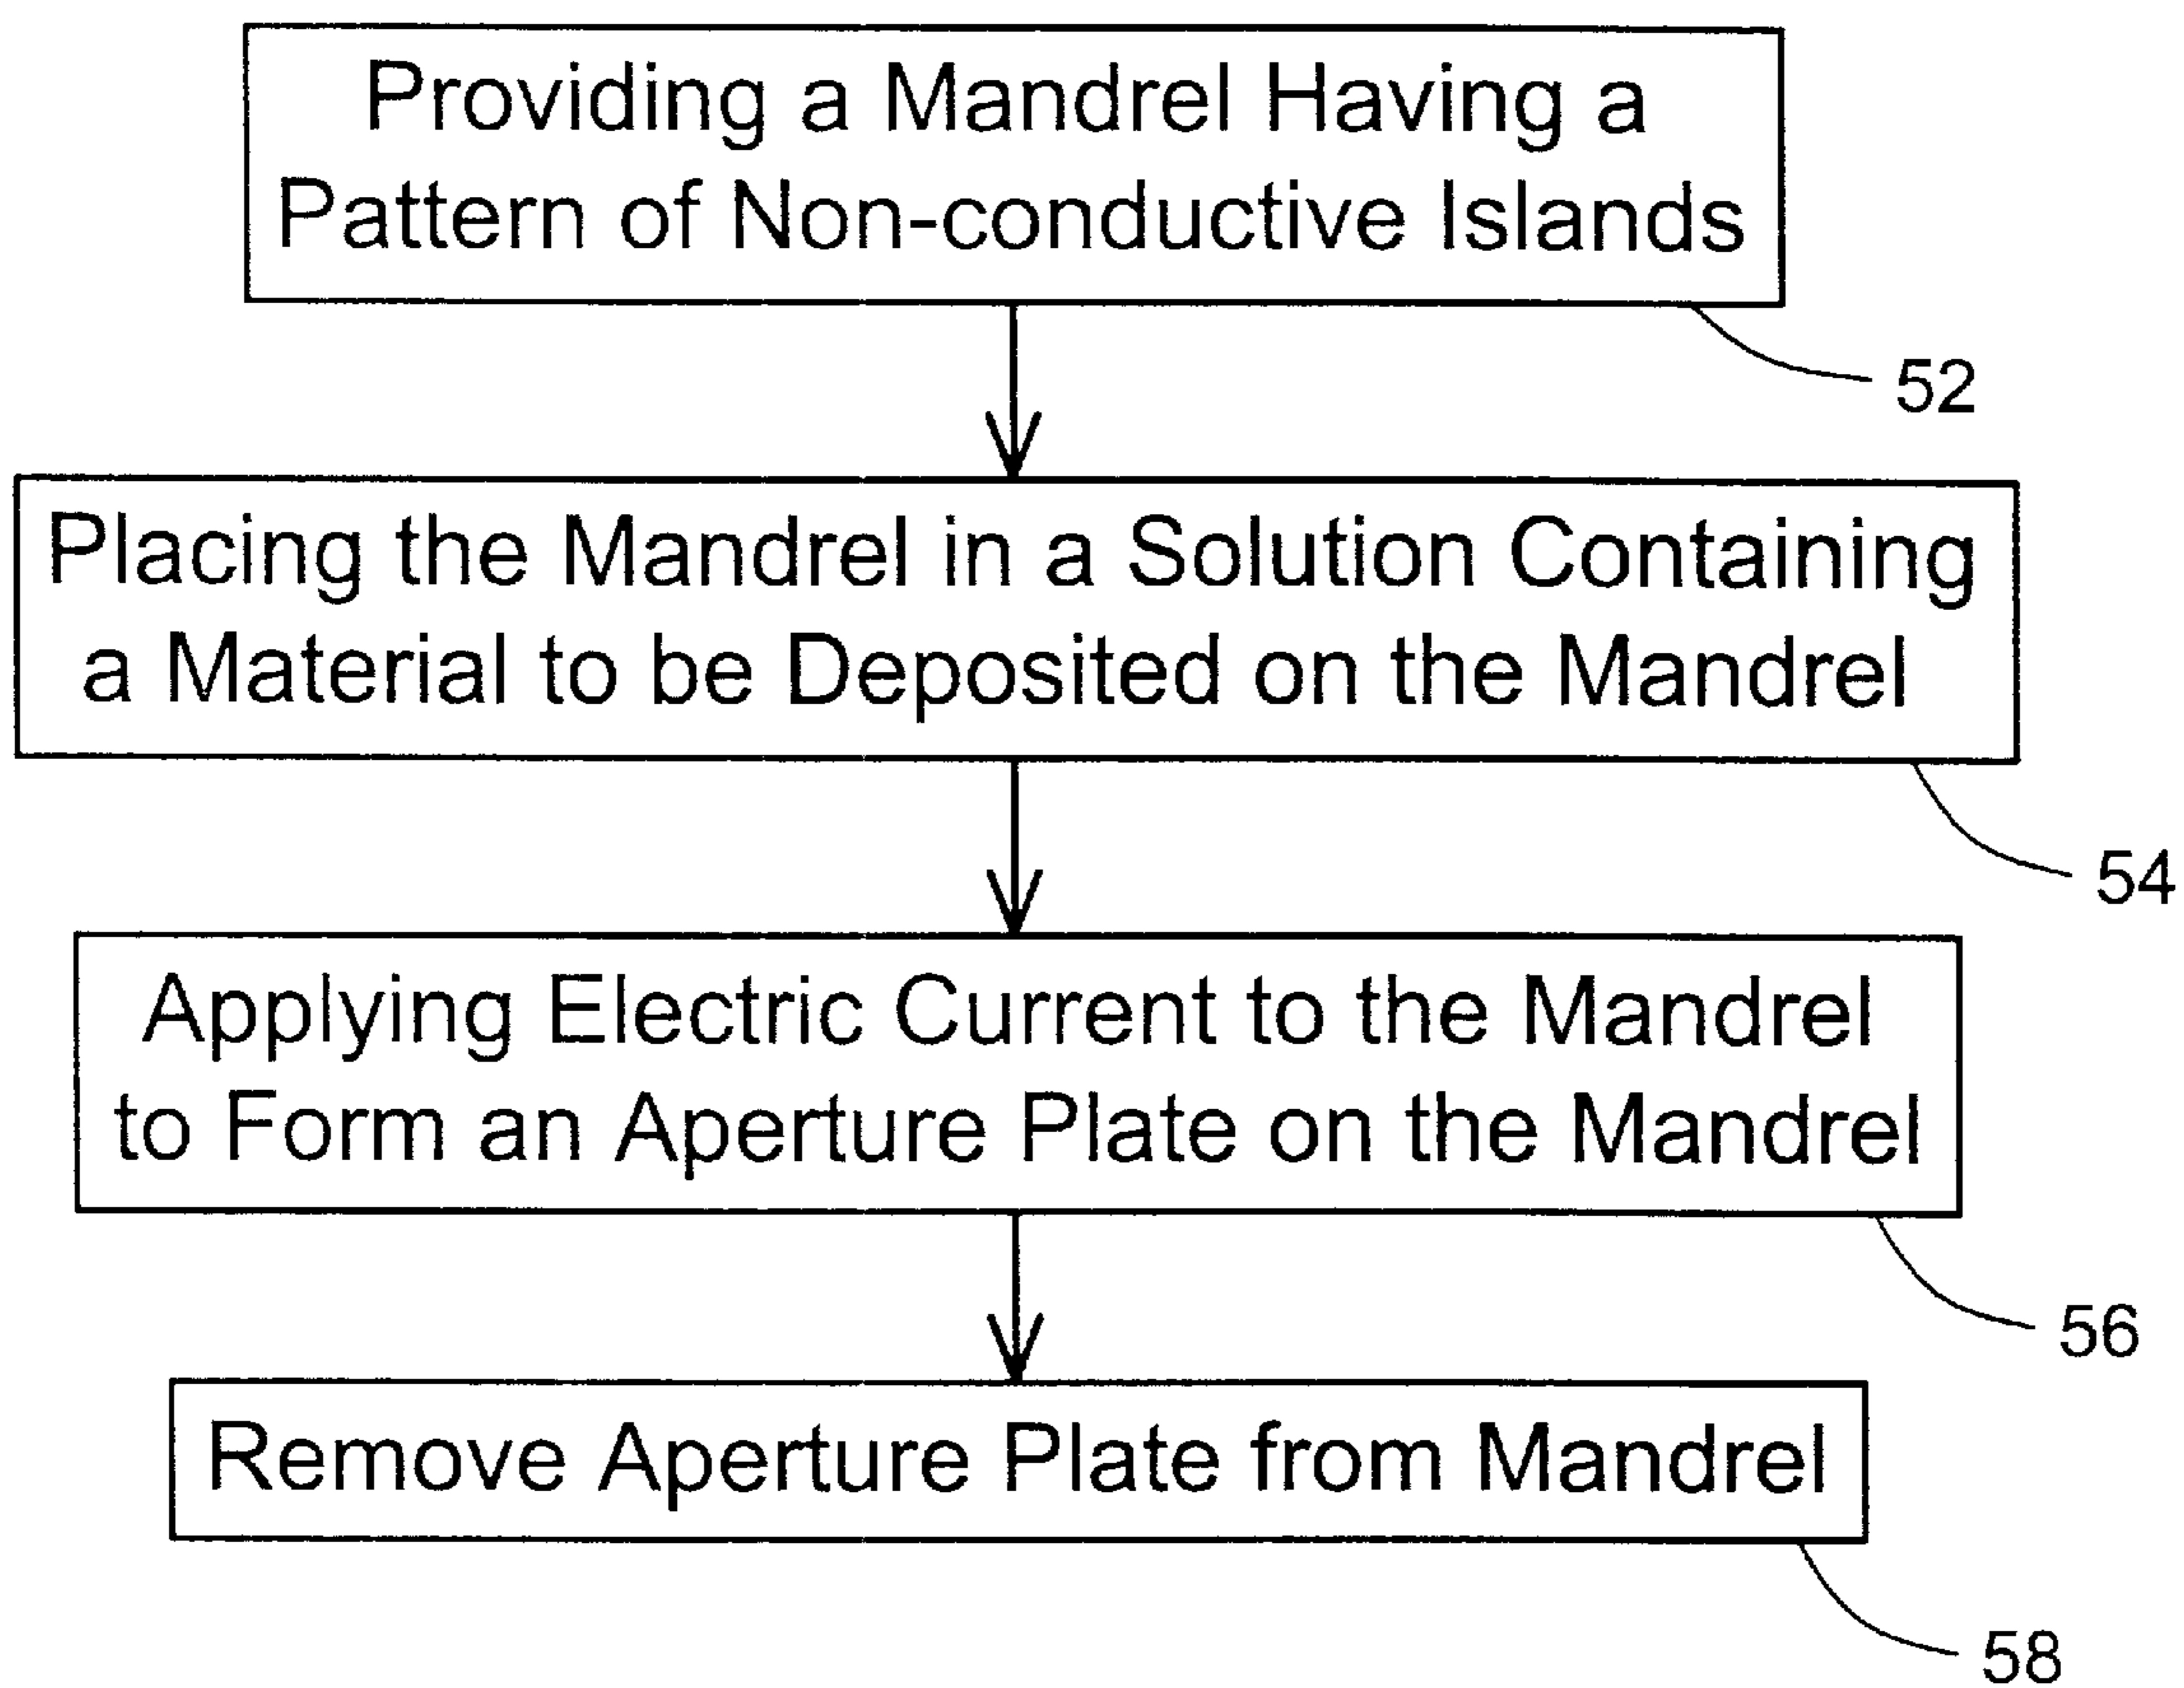 Providing a Mandrel Having a
Pattern of Non-conductive Islands
52
Placing the Mandrel in a Solution Containing
a Material to be Deposited on the Mandrel
54
Applying Electric Current to the Mandrel
to Form an Aperture Plate on the Mandrel
56
Remove Aperture Plate from Mandrel
58